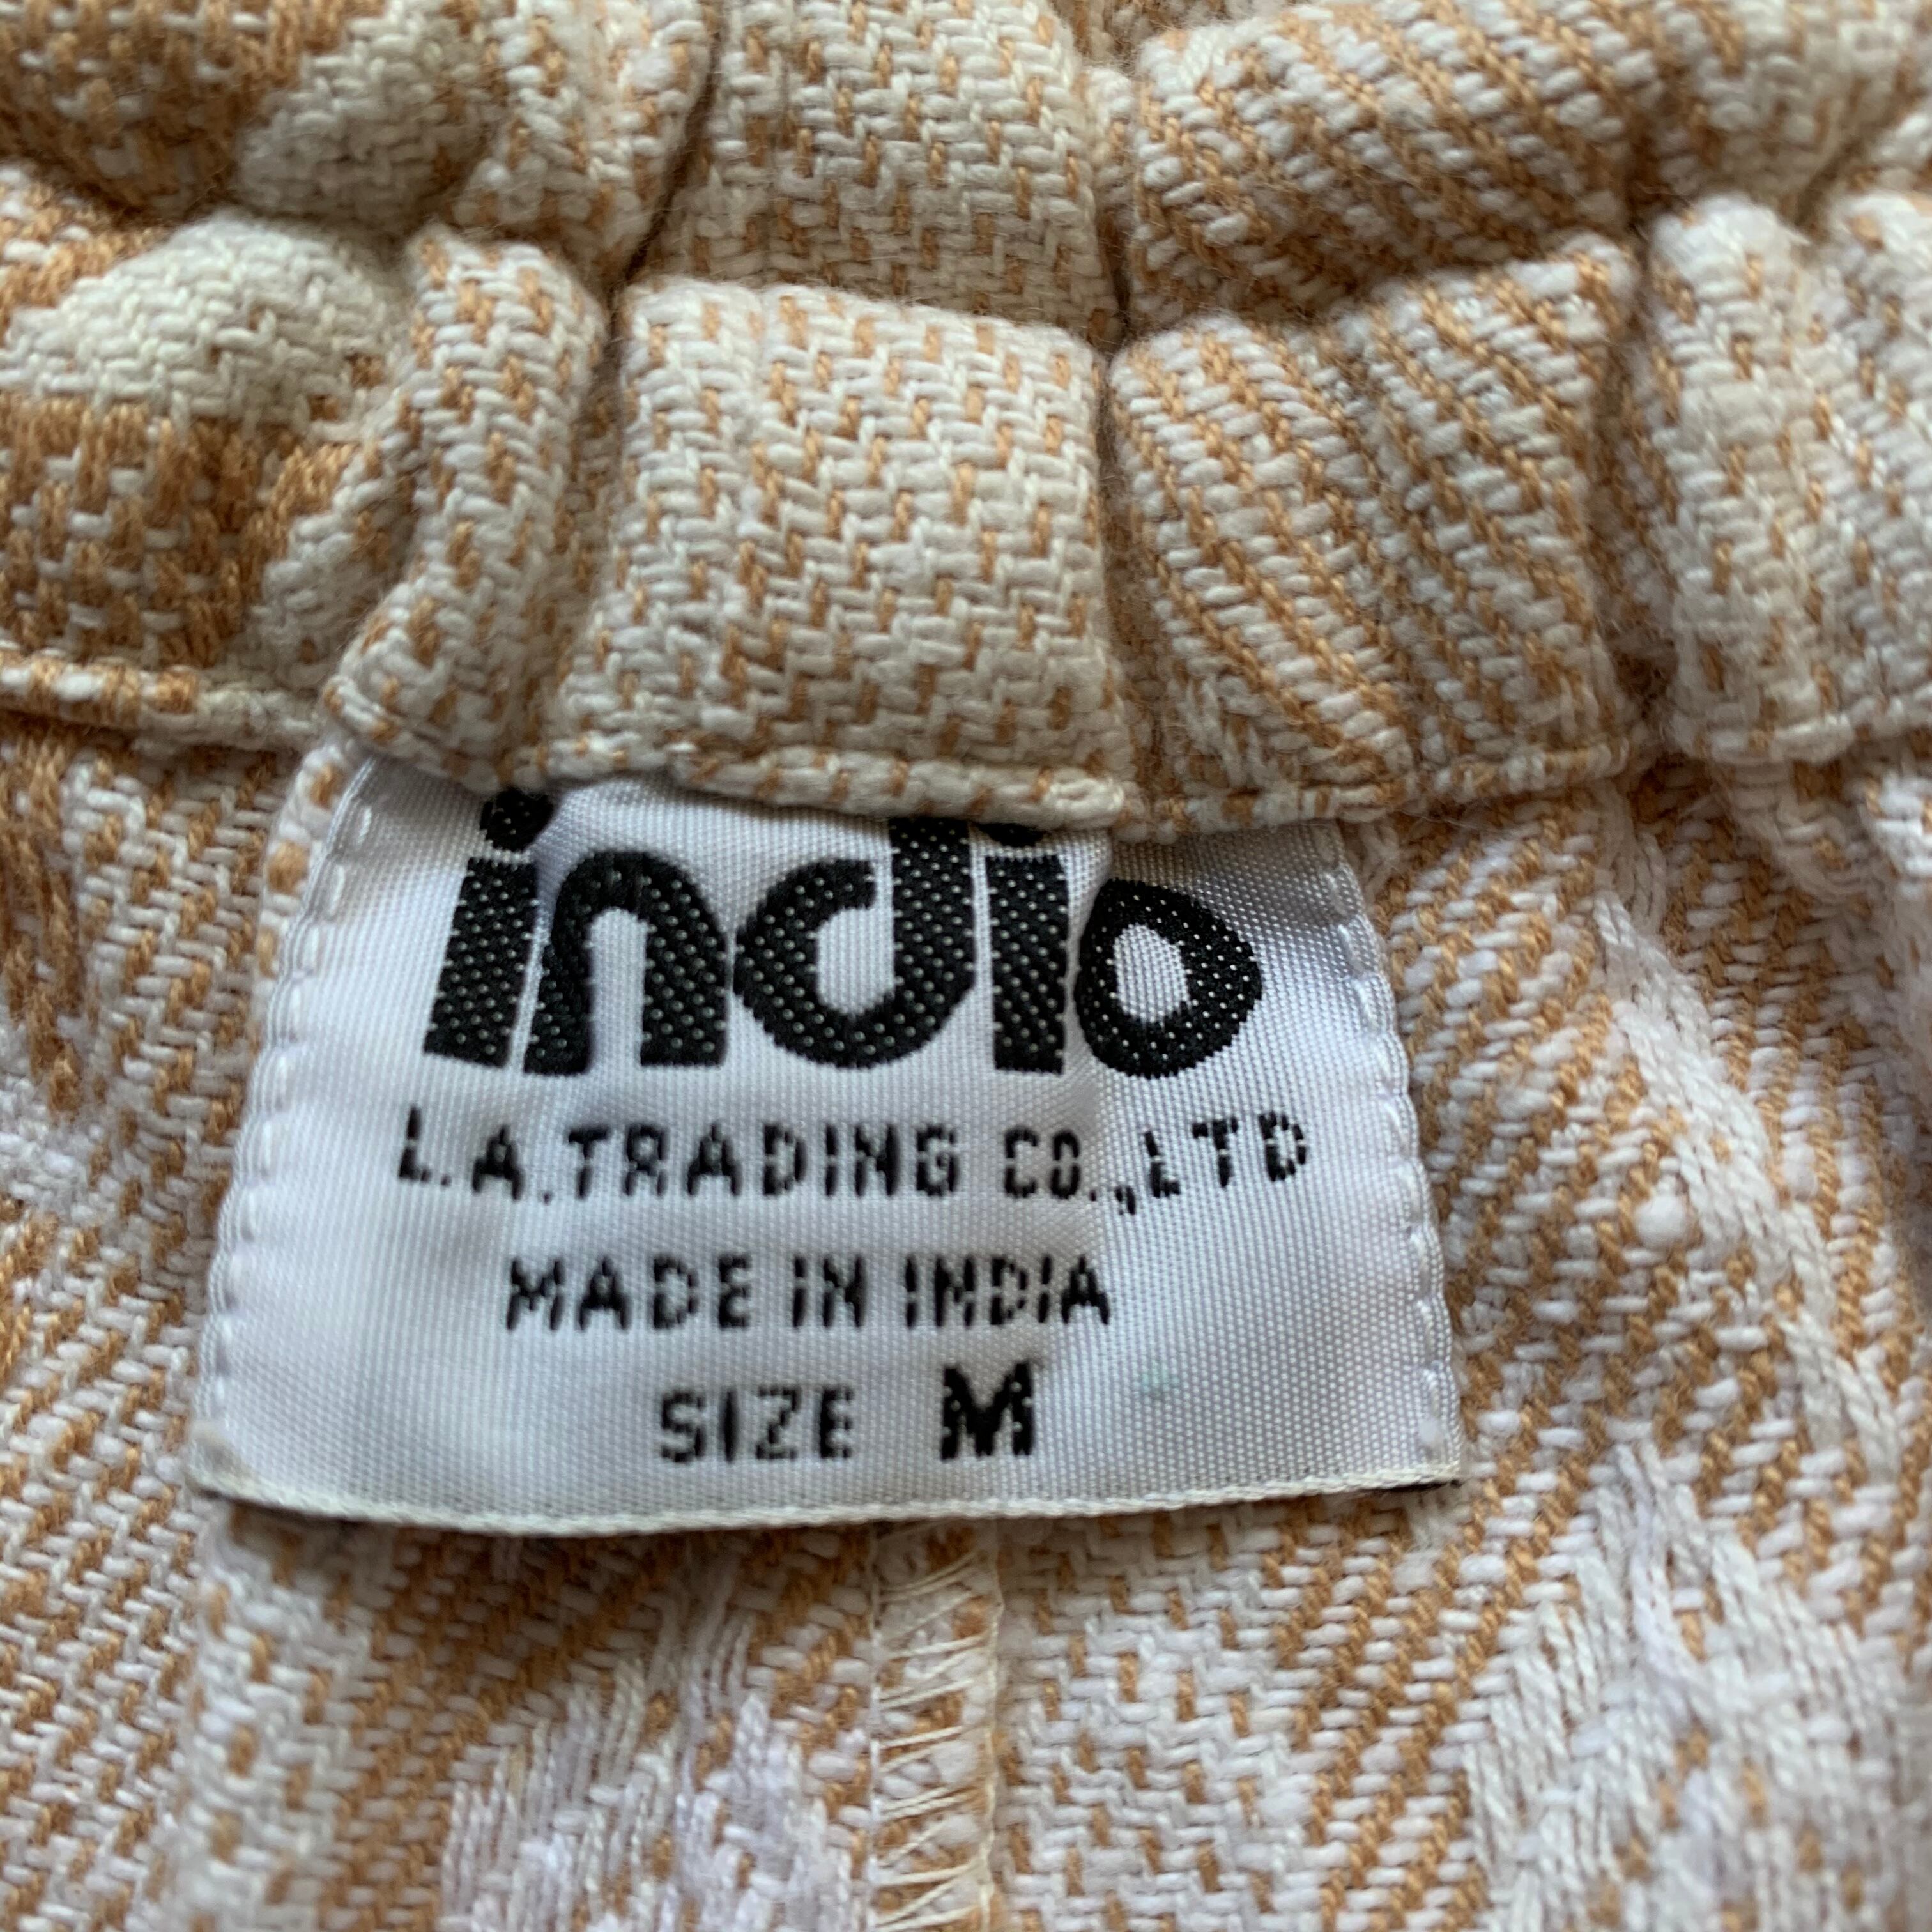 indio
L.A.TRADING CO.,LTD
MADE IN INDIA
SIZE M